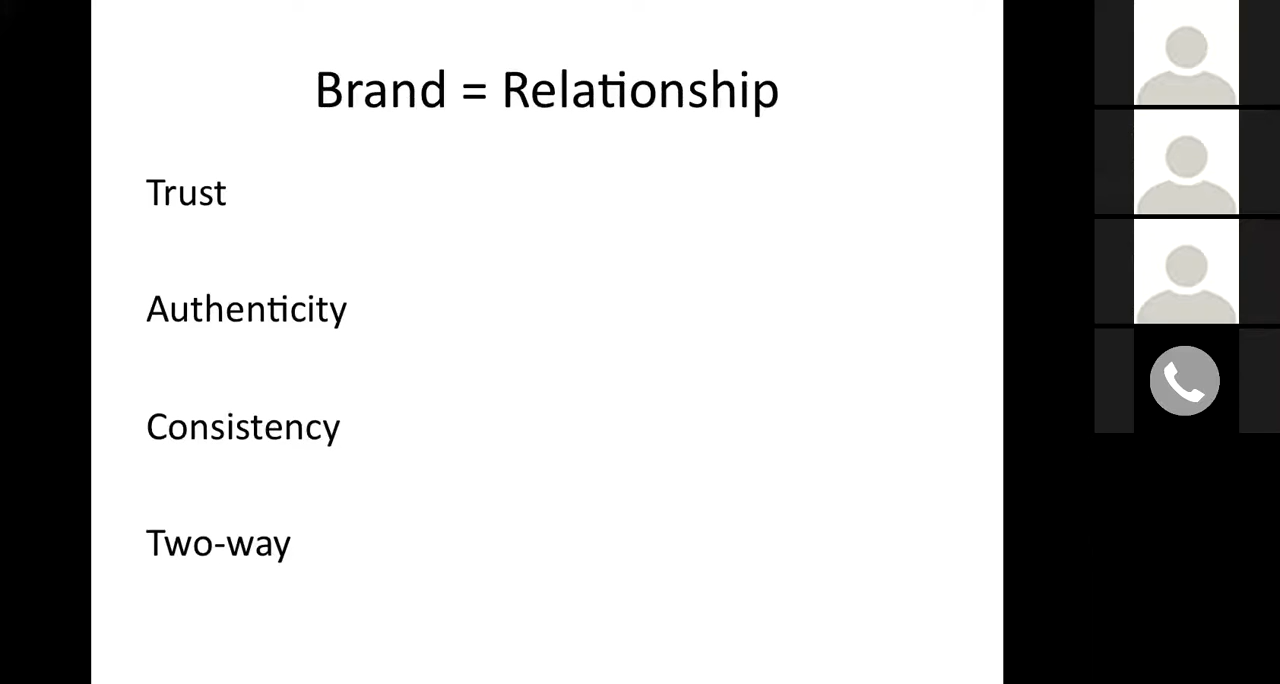 Brand = Relationship
Trust
Authenticity
Consistency
Two-way